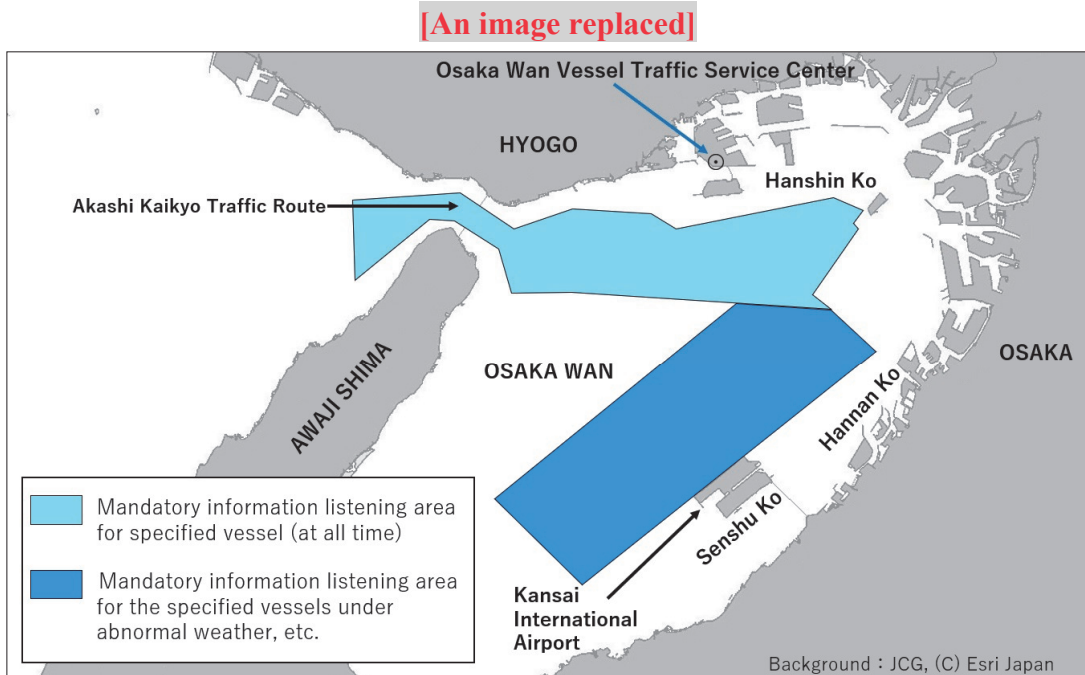 [An image replaced]
Osaka Wan Vessel Traffic Service Center
HYOGO
Hanshin Ko
Akashi Kaikyo Traffic Route
OSAKA
OSAKA WAN
AWAJI SHIMA
Hannan Ko
Senshu Ko
Mandatory information listening area
for specified vessel (at all time)
Mandatory information listening area
for the specified vessels under
abnormal weather, etc.
Kansai
International
Airport
Background：JCG, (C) Esri Japan